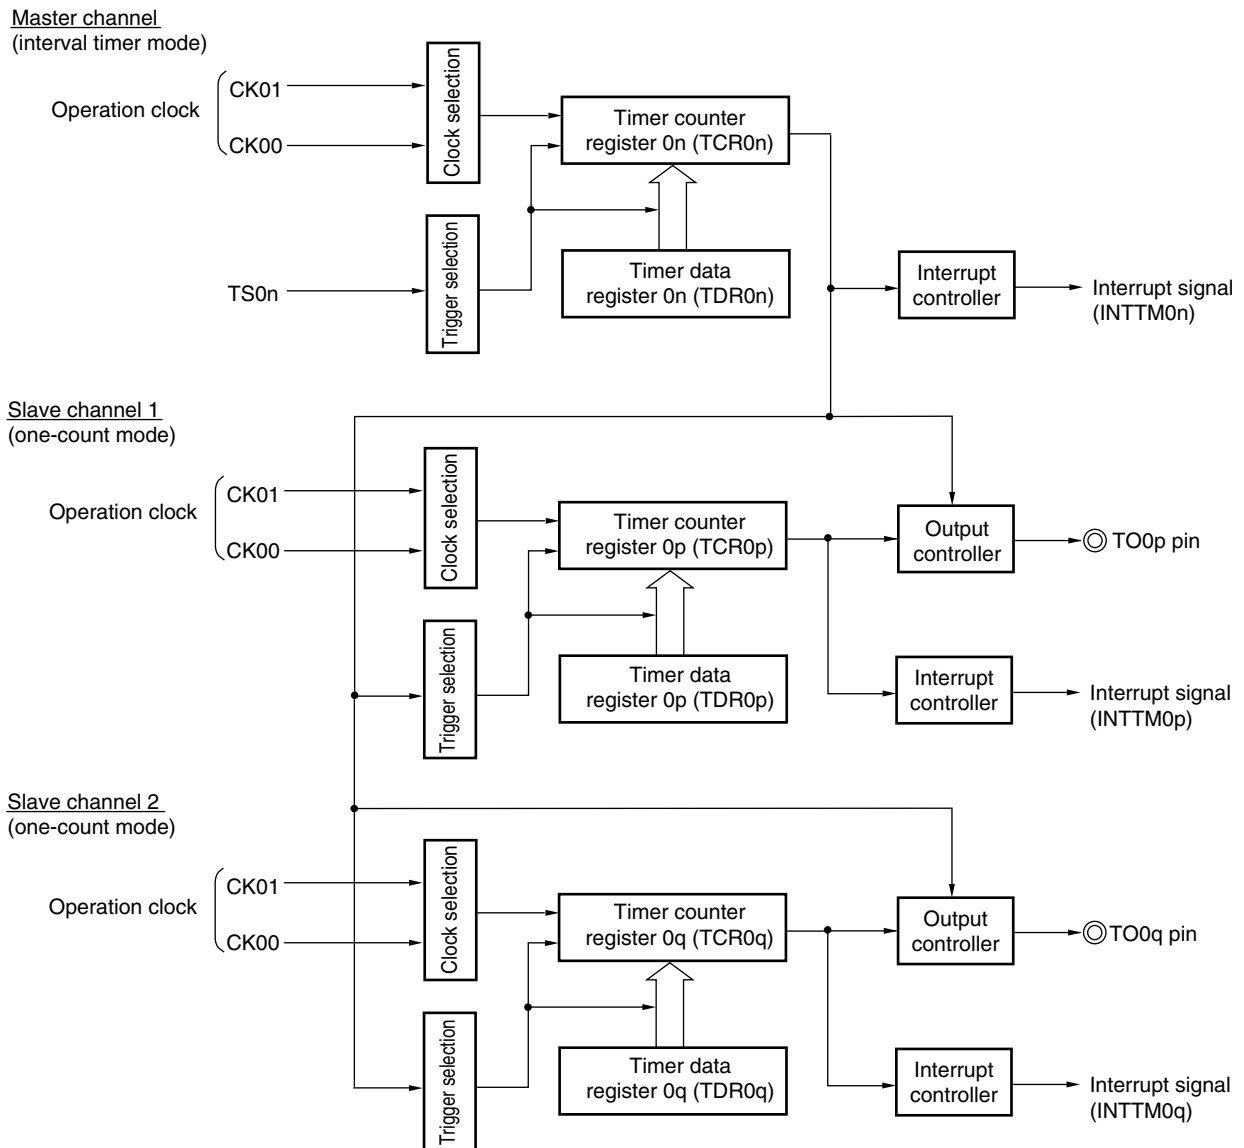 Master channel
(interval timer mode)
Operation clock
CK01
CK00
Clock selection
Timer counter
register 0n (TCR0n)
TS0n
Trigger selection
Timer data
register 0n (TDR0n)
Interrupt
controller
Interrupt signal
(INTTM0n)
Slave channel 1
(one-count mode)
Operation clock
CK01
CK00
Clock selection
Timer counter
register 0p (TCR0p)
Output
controller
TO0p pin
Trigger selection
Timer data
register 0p (TDR0p)
Interrupt
controller
Interrupt signal
(INTTM0p)
Slave channel 2
(one-count mode)
Operation clock
CK01
CK00
Clock selection
Timer counter
register 0q (TCR0q)
Output
controller
TO0q pin
Trigger selection
Timer data
register 0q (TDR0q)
Interrupt
controller
Interrupt signal
(INTTM0q)